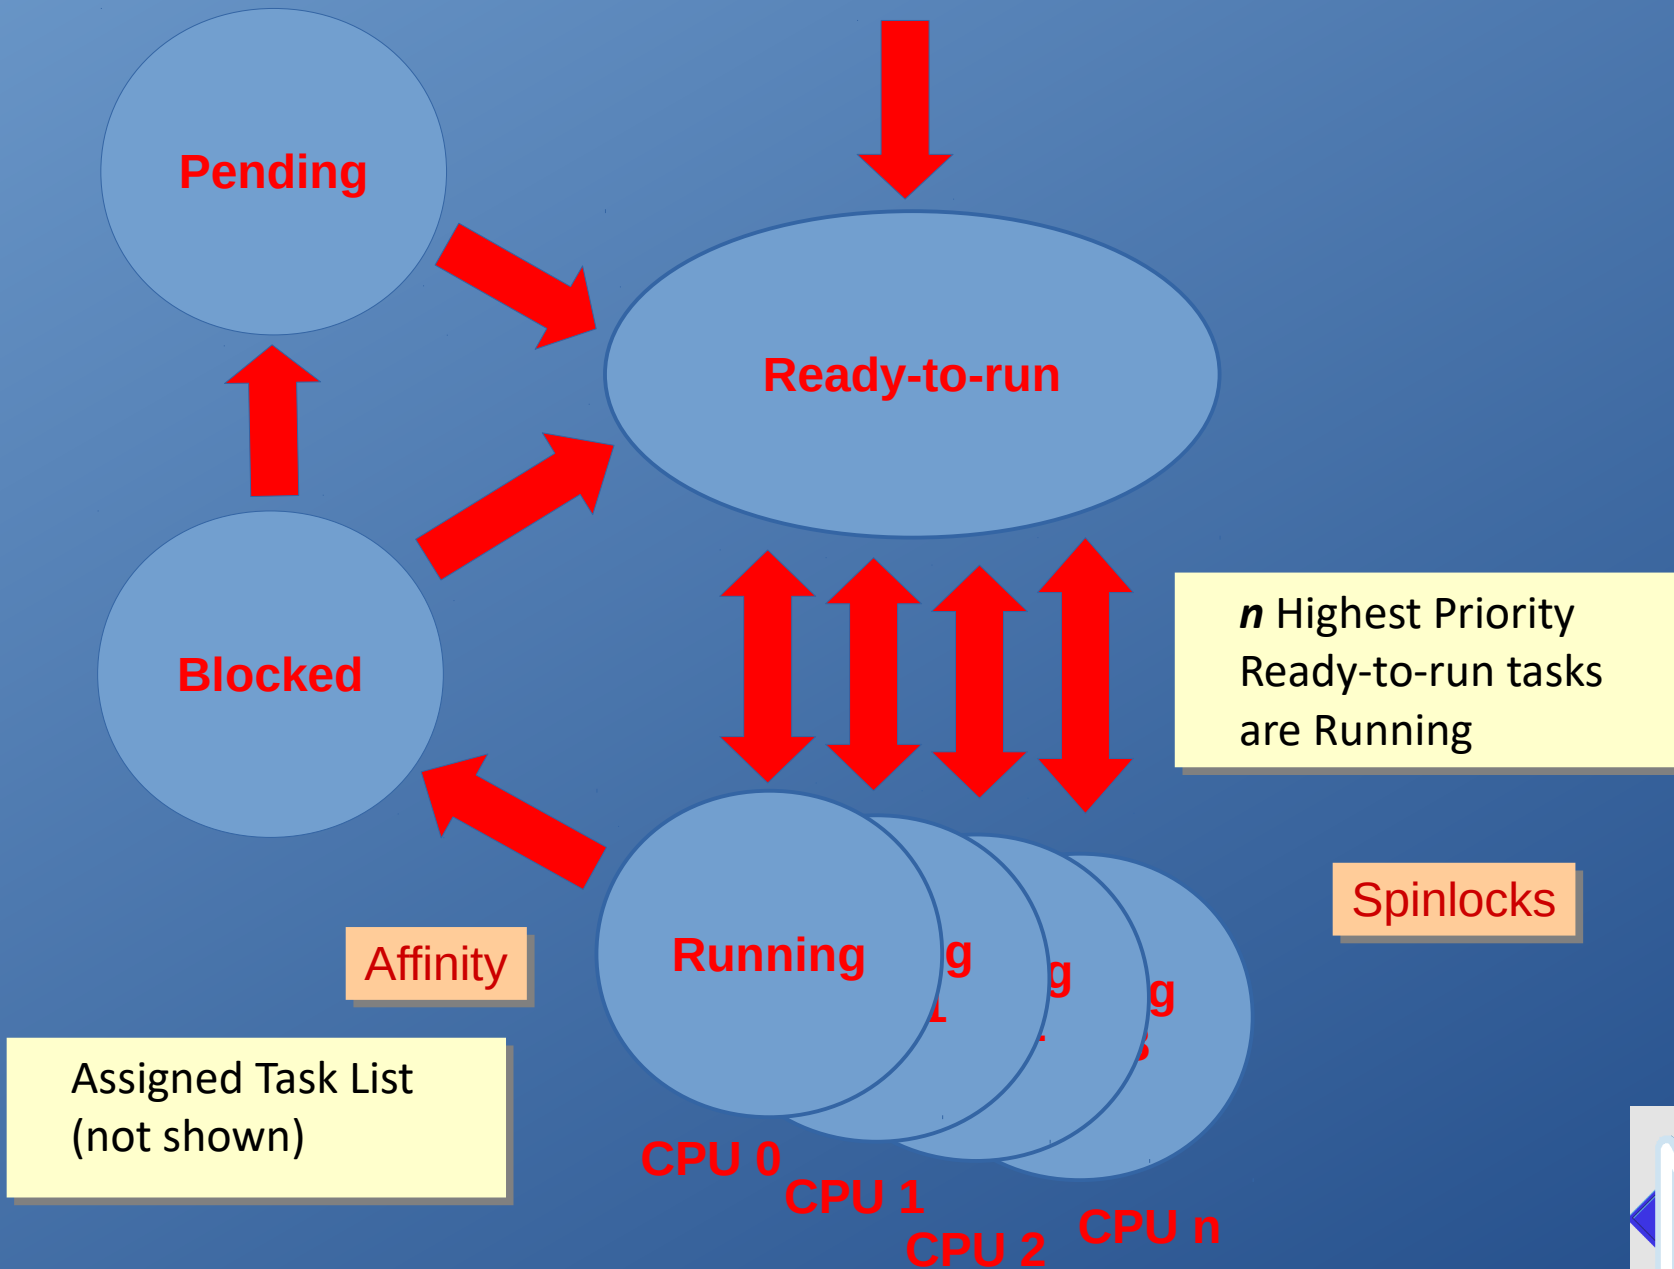 Pending
Ready-to-run
n Highest Priority
Ready-to-run tasks
are Running
Blocked
Spinlocks
Affinity
Running
g
g
g
1
Assigned Task List
(not shown)
CPU 0
CPU 1
CPU 2
CPU n